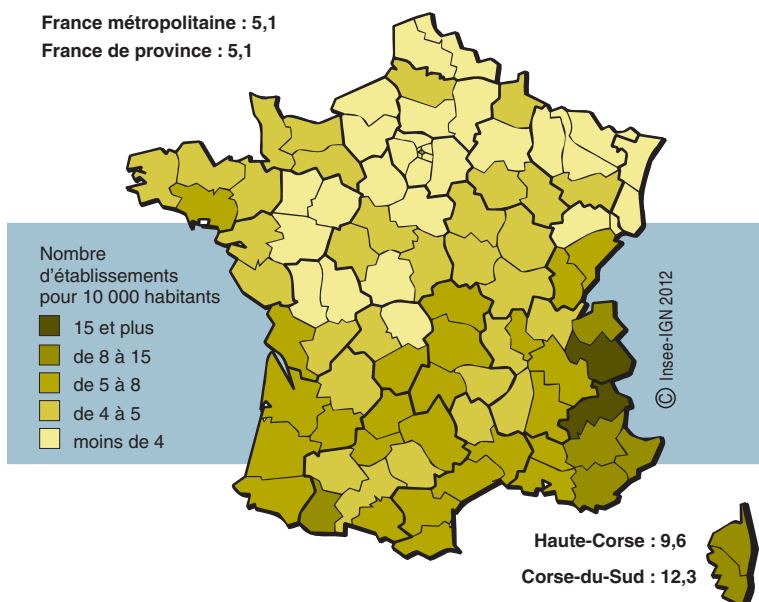 France métropolitaine : 5,1
France de province : 5,1
Nombre
d'établissements
pour 10 000 habitants
15 et plus
de 8 à 15
de 5 à 8
de 4 à 5
moins de 4
© Insee-IGN 2012
Haute-Corse : 9,6
Corse-du-Sud : 12,3